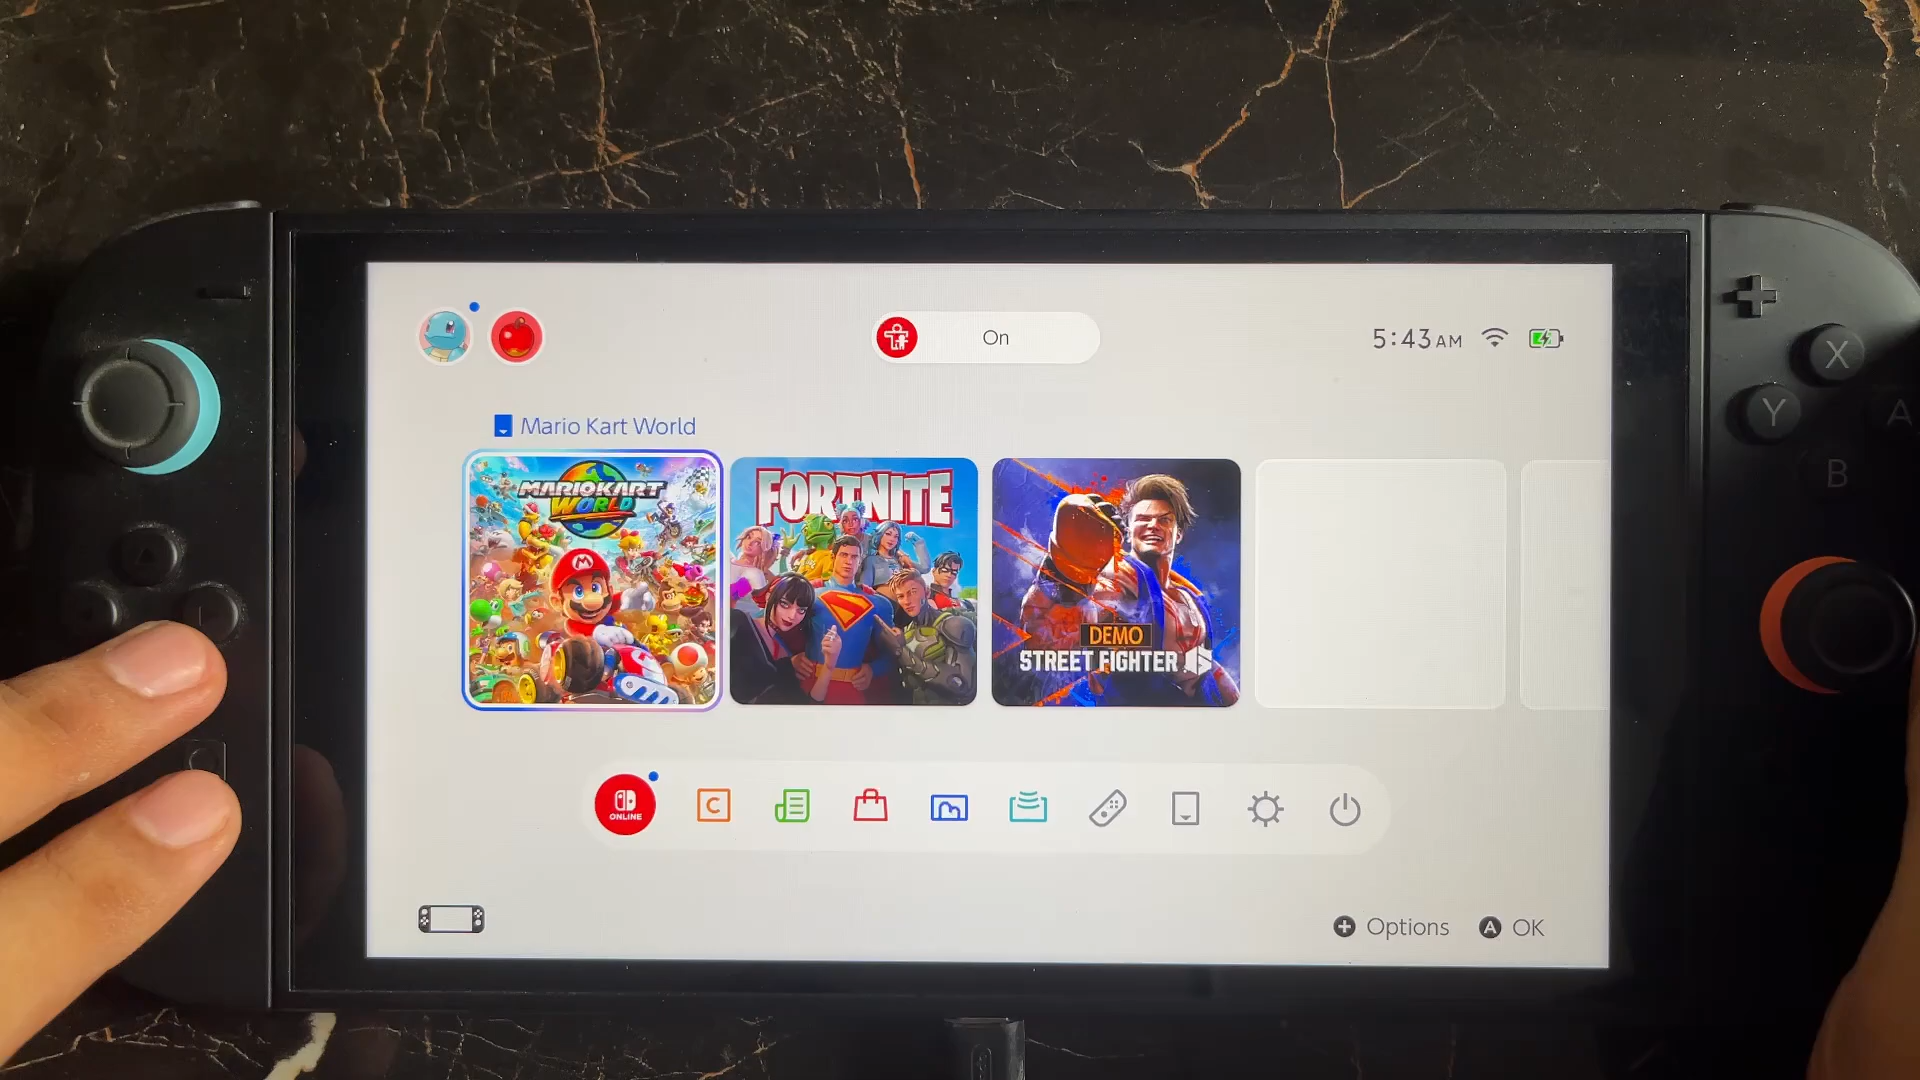 On
5:43 AM
Mario Kart World
MARIOKART
WORLD
FORTNITE
DEMO
STREET FIGHTER 6
ONLINE
C
Options
A OK
X
Y
A
B
M